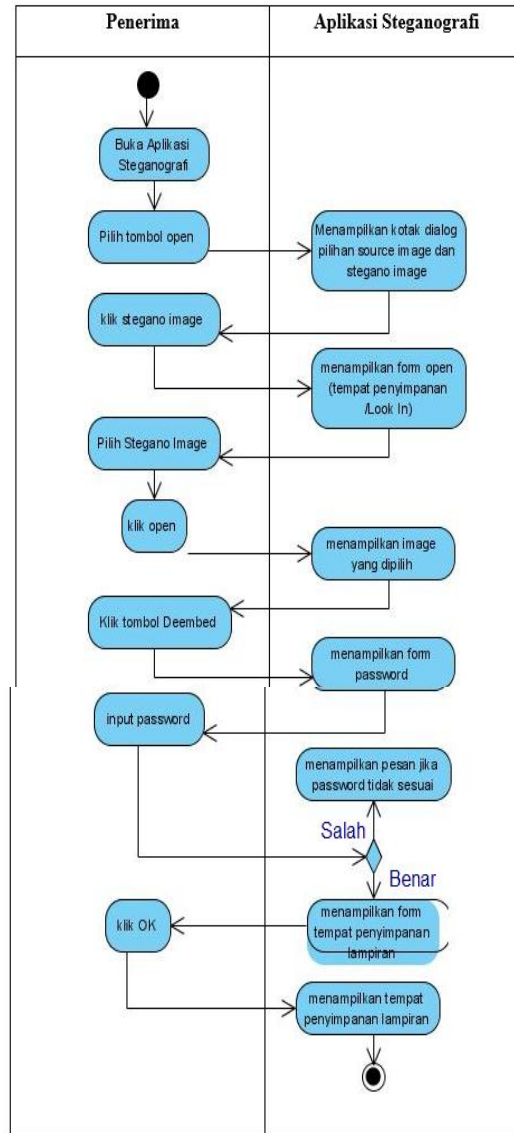 Penerima
Aplikasi Steganografi
Buka Aplikasi
Steganografi
Pilih tombol open
Menampilkan kotak dialog
pilihan source image dan
stegano image
klik stegano image
menampilkan form open
(tempat penyimpanan
/Look In)
Pilih Stegano Image
klik open
menampilkan image
yang dipilih
Klik tombol Deembed
menampilkan form
password
input password
menampilkan pesan jika
password tidak sesuai
Salah
Benar
menampilkan form
tempat penyimpanan
lampiran
klik OK
menampilkan tempat
penyimpanan lampiran